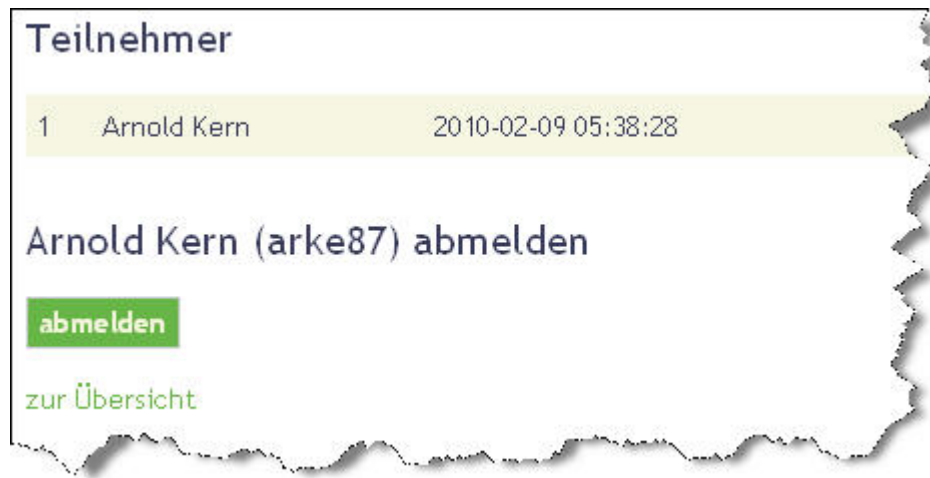 Teilnehmer
1 Arnold Kern 2010-02-09 05:38:28
Arnold Kern (arke87) abmelden
abmelden
zur Übersicht